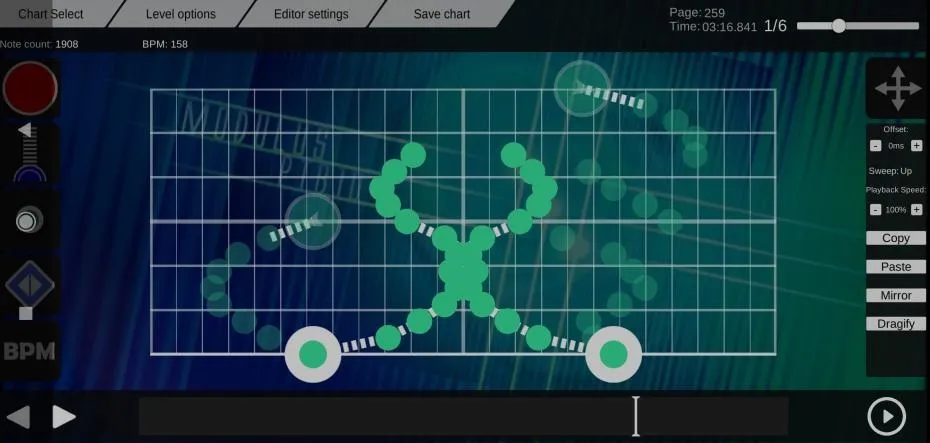 Chart Select
Level options
Editor settings
Save chart
Page: 259
Time: 03:16.841
1/6
Note count: 1908
BPM: 158
MODULUS
Offset:
- 0ms +
Sweep: Up
Playback Speed:
- 100% +
Copy
Paste
Mirror
Dragify
BPM